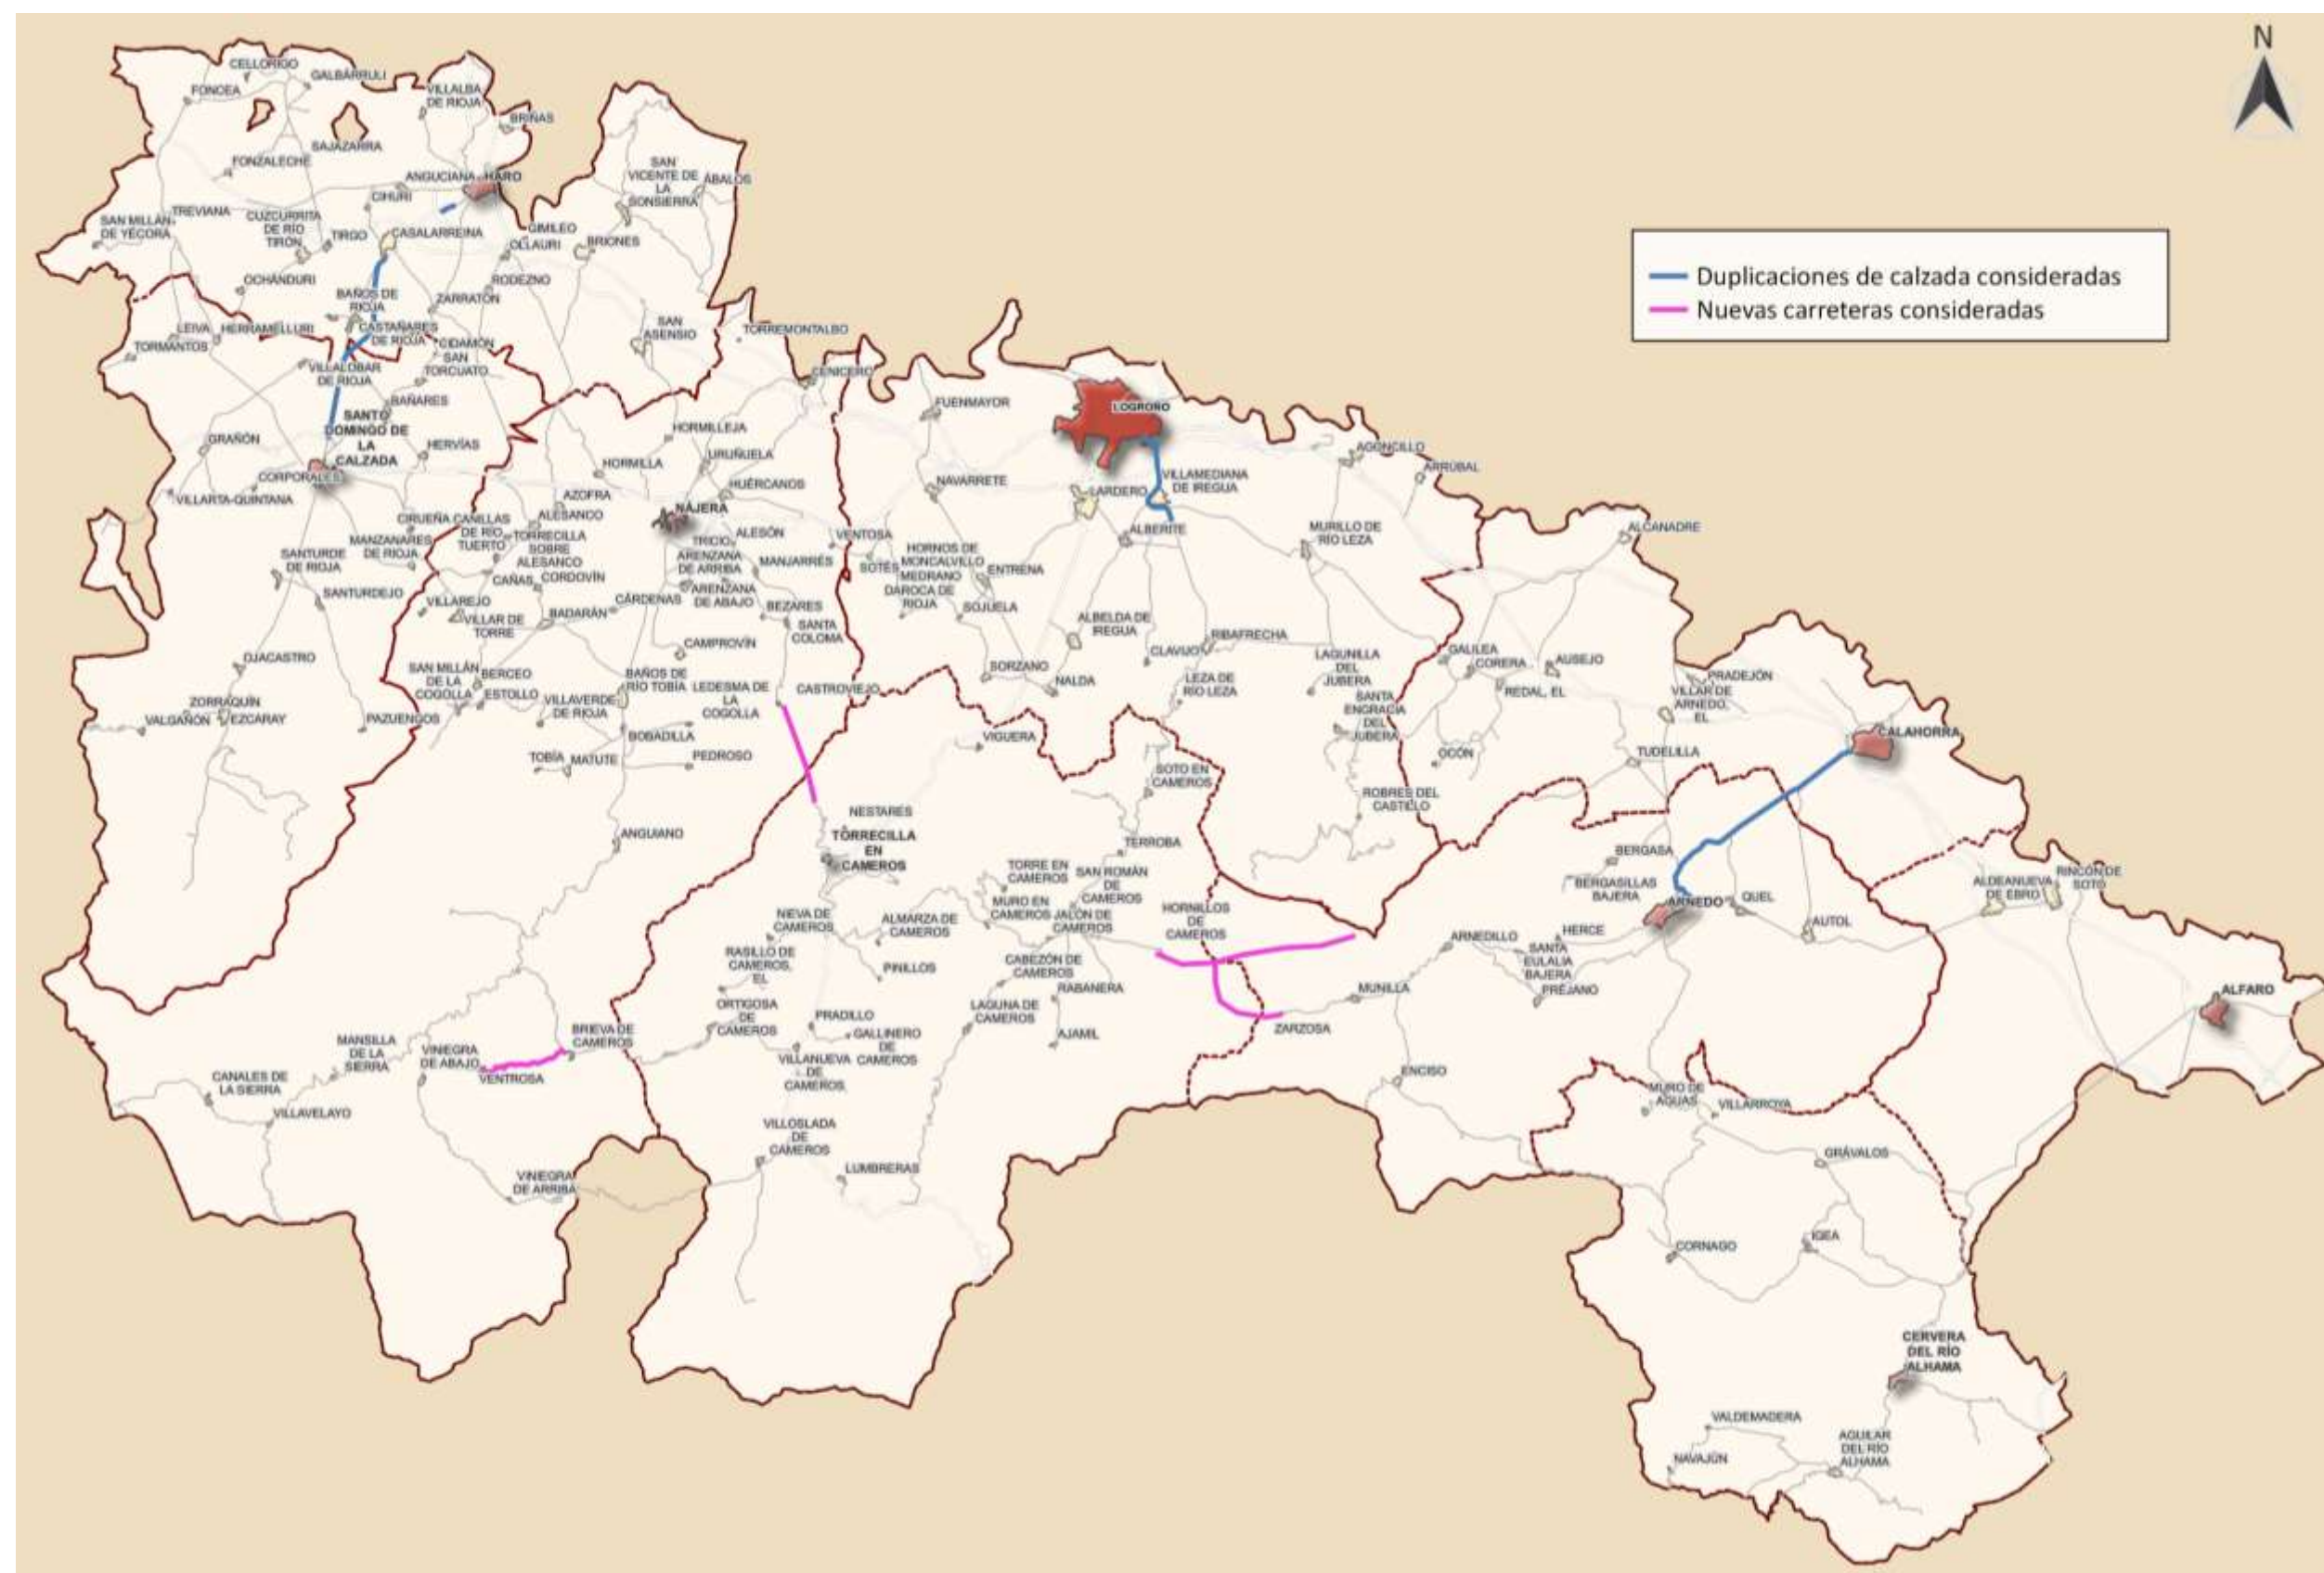 N
Duplicaciones de calzada consideradas
Nuevas carreteras consideradas
CELLORIGO
GALBÁRRULI
FONCEA
VILLALBA
DE RIOJA
BRIÑAS
SAJAZARRA
FONZALECHE
ANGUCIANA
HARO
CIHURI
SAN
VICENTE DE
LA
SONSIERRA
ÁBALOS
SAN MILLÁN
DE YÉCORA
TREVIANA
CUZCURRITA
DE RÍO
TIRÓN
TIRGO
CASALARREINA
GIMILEO
OLLAURI
BRIONES
OCHÁNDURI
RODEZNO
BAÑOS DE
RIOJA
ZARRATÓN
LEIVA
HERRAMELLURI
CASTAÑARES
DE RIOJA
TORMANTOS
CIDAMÓN
SAN
TORCUATO
SAN
ASENSIO
TORREMONTALBO
VILLALOBAR
DE RIOJA
CENICERO
BAÑARES
SANTO
DOMINGO DE
LA
CALZADA
GRAÑÓN
HERVÍAS
CORPORALES
VILLARTA-QUINTANA
HORMILLEJA
URUÑUELA
HORMILLA
HUÉRCANOS
AZOFRA
NÁJERA
ALESANCO
CIRUEÑA
CANILLAS
DE RÍO
TUERTO
TORRECILLA
SOBRE
ALESANCO
MANZANARES
DE RIOJA
TRICIO
ALESÓN
ARENZANA
DE ARRIBA
MANJARRÉS
SANTURDE
DE RIOJA
SANTURDEJO
CAÑAS
CORDOVÍN
ARENZANA
DE ABAJO
CÁRDENAS
BADARÁN
BEZARES
VILLAREJO
VILLAR DE
TORRE
SANTA
COLOMA
CAMPROVÍN
FUENMAYOR
LOGROÑO
AGONCILLO
ARRÚBAL
NAVARRETE
LARDERO
VILLAMEDIANA
DE IREGUA
ALBERITE
MURILLO DE
RÍO LEZA
ALCANADRE
VENTOSA
SOTÉS
HORNOS DE
MONCALVILLO
MEDRANO
DAROCA DE
RIOJA
ENTRENA
SOJUELA
ALBELDA DE
IREGUA
RIBAFRECHA
CLAVIJO
SORZANO
NALDA
LEZA DE
RÍO LEZA
LAGUNILLA
DEL
JUBERA
SANTA
ENGRACIA
DEL
JUBERA
GALILEA
CORERA
AUSEJO
REDAL, EL
PRADEJÓN
VILLAR DE
ARNEDO,
EL
CALAHORRA
OCÓN
TUDELILLA
OJACASTRO
ZORRAQUÍN
VALGAÑÓN
EZCARAY
PAZUENGOS
SAN MILLÁN
DE LA
COGOLLA
BERCEO
ESTOLLO
VILLAVERDE
DE RIOJA
BAÑOS DE
RÍO TOBÍA
LEDESMA DE
LA
COGOLLA
CASTROVIEJO
BOBADILLA
TOBÍA
MATUTE
PEDROSO
VIGUERA
SOTO EN
CAMEROS
ROBRES DEL
CASTILLO
ANGUIANO
NESTARES
TORRECILLA
EN
CAMEROS
TERROBA
TORRE EN
CAMEROS
SAN ROMÁN
DE
CAMEROS
MURO EN
CAMEROS
JALÓN DE
CAMEROS
HORNILLOS
DE
CAMEROS
BERGASA
BERGASILLAS
BAJERA
ARNEDO
QUEL
AUTOL
ALDEANUEVA
DE EBRO
RINCÓN DE
SOTO
NIEVA DE
CAMEROS
ALMARZA DE
CAMEROS
RASILLO DE
CAMEROS,
EL
PINILLOS
CABEZÓN DE
CAMEROS
RABANERA
ARNEDILLO
HERCE
SANTA
EULALIA
BAJERA
PRÉJANO
MUNILLA
ALFARO
ORTIGOSA
DE
CAMEROS
PRADILLO
GALLINERO
DE
CAMEROS
LAGUNA DE
CAMEROS
AJAMIL
ZARZOSA
VILLANUEVA
DE
CAMEROS
BRIEVA DE
CAMEROS
MANSILLA
DE LA
SIERRA
VINIEGRA
DE ABAJO
VENTROSA
CANALES DE
LA SIERRA
VILLAVELAYO
ENCISO
MURO DE
AGUAS
VILLARROYA
VILLOSLADA
DE
CAMEROS
LUMBRERAS
VINIEGRA
DE ARRIBA
GRÁVALOS
CORNAGO
IGEA
CERVERA
DEL RÍO
ALHAMA
VALDEMADERA
NAVAJÚN
AGUILAR
DEL RÍO
ALHAMA